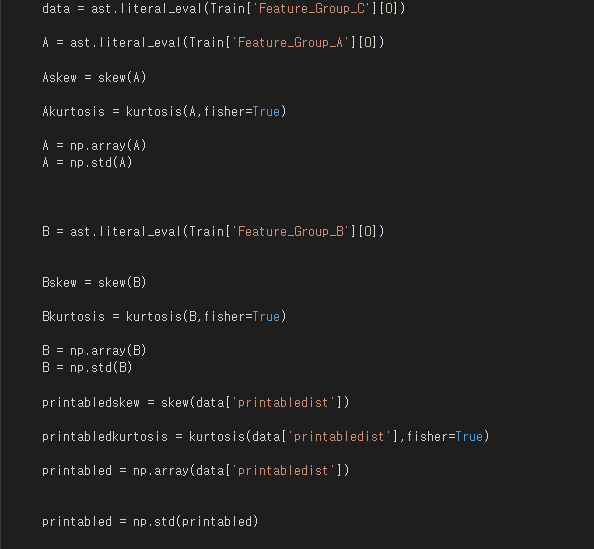 data = ast.literal_eval(Train['Feature_Group_C'][0])
A = ast.literal_eval(Train['Feature_Group_A'][0])
Askew = skew(A)
Akurtosis = kurtosis(A,fisher=True)
A = np.array(A)
A = np.std(A)
B = ast.literal_eval(Train['Feature_Group_B'][0])
Bskew = skew(B)
Bkurtosis = kurtosis(B,fisher=True)
B = np.array(B)
B = np.std(B)
printabledskew = skew(data['printabledist'])
printabledkurtosis = kurtosis(data['printabledist'],fisher=True)
printabled = np.array(data['printabledist'])
printabled = np.std(printabled)